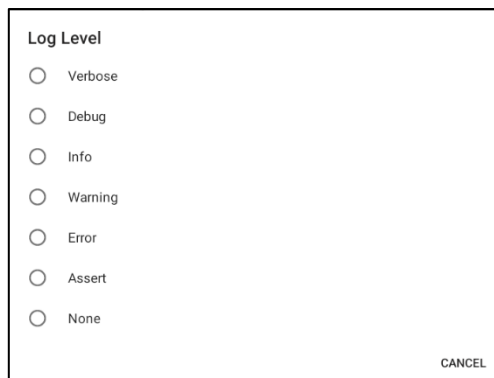 Log Level
Verbose
Debug
Info
Warning
Error
Assert
None
CANCEL